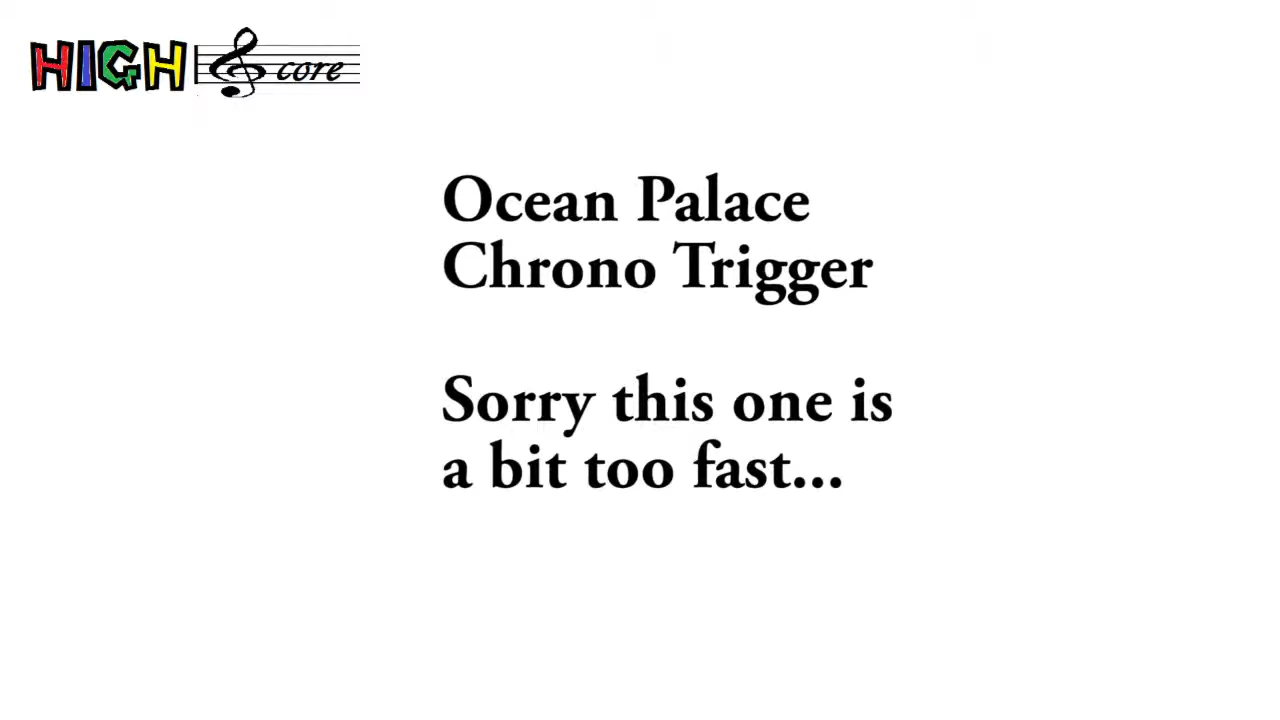 HIGH core
Ocean Palace
Chrono Trigger
Sorry this one is
a bit too fast...